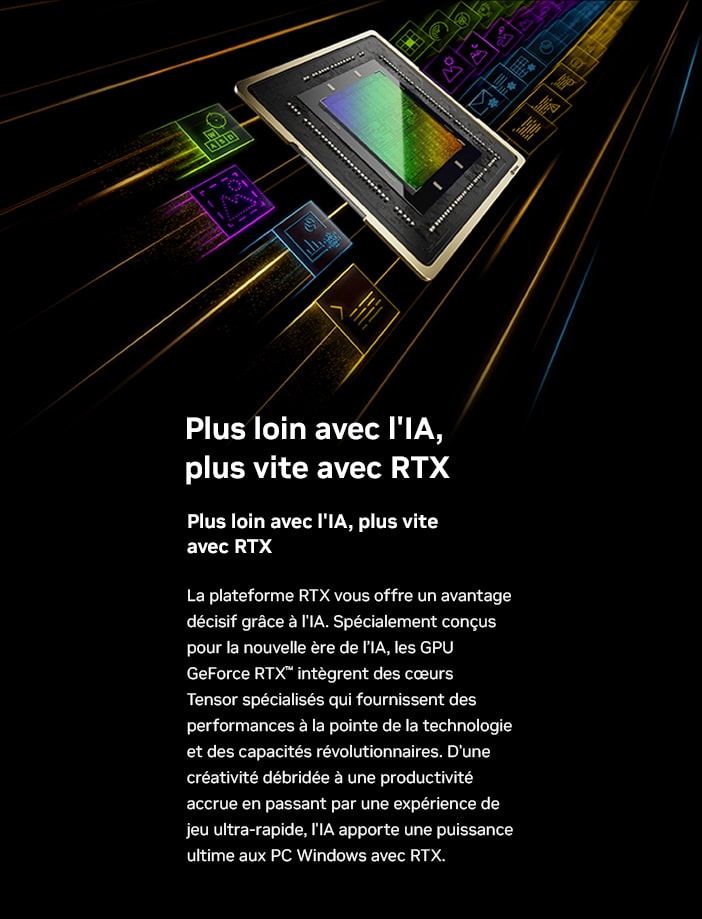 W
A S D
Plus loin avec l'IA,
plus vite avec RTX
Plus loin avec l'IA, plus vite
avec RTX
La plateforme RTX vous offre un avantage
décisif grâce à l'IA. Spécialement conçus
pour la nouvelle ère de l’IA, les GPU
GeForce RTX™ intègrent des cœurs
Tensor spécialisés qui fournissent des
performances à la pointe de la technologie
et des capacités révolutionnaires. D'une
créativité débridée à une productivité
accrue en passant par une expérience de
jeu ultra-rapide, l'IA apporte une puissance
ultime aux PC Windows avec RTX.